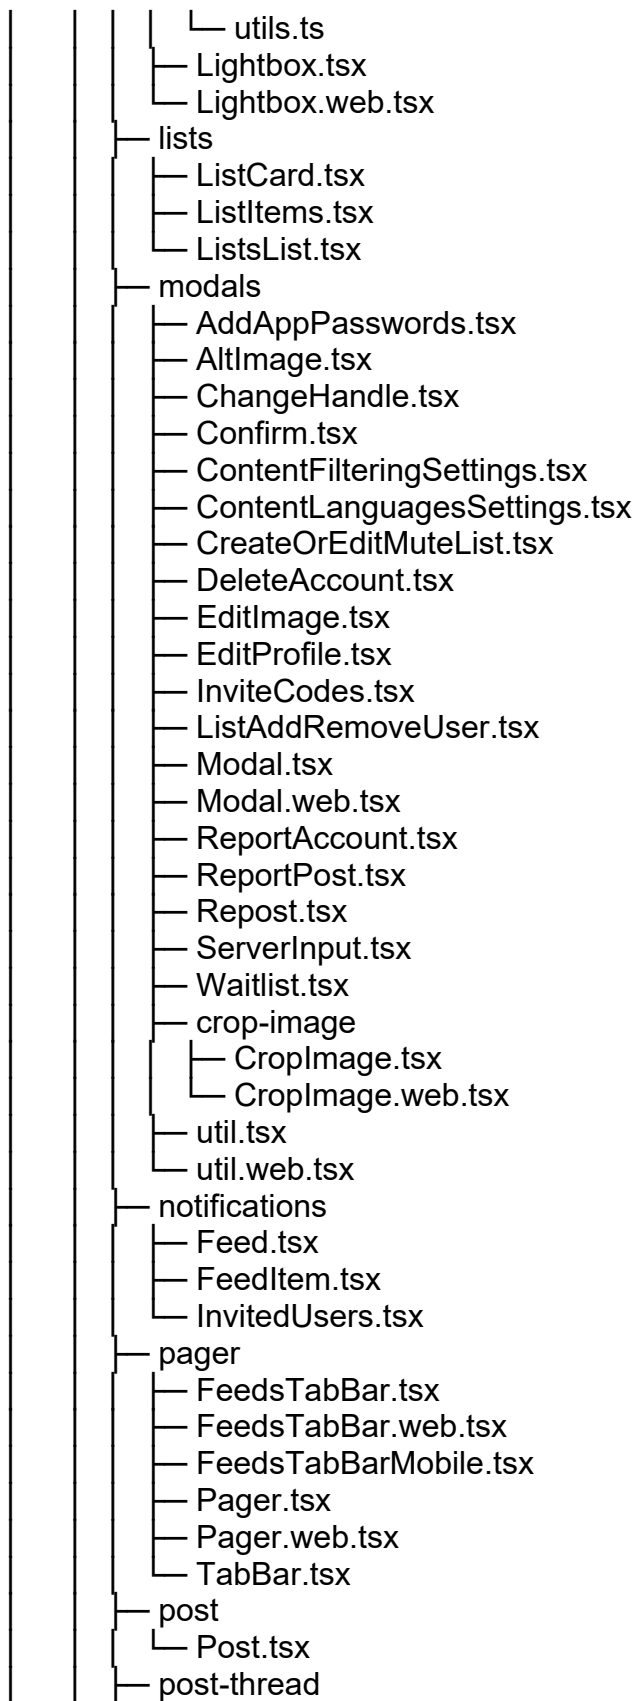 │   │ │ │ └── utils.ts
│   │ │ ├── Lightbox.tsx
│   │ │ └── Lightbox.web.tsx
│   │ ├── lists
│   │ │ ├── ListCard.tsx
│   │ │ ├── ListItems.tsx
│   │ │ └── ListsList.tsx
│   │ ├── modals
│   │ │ ├── AddAppPasswords.tsx
│   │ │ ├── AltImage.tsx
│   │ │ ├── ChangeHandle.tsx
│   │ │ ├── Confirm.tsx
│   │ │ ├── ContentFilteringSettings.tsx
│   │ │ ├── ContentLanguagesSettings.tsx
│   │ │ ├── CreateOrEditMuteList.tsx
│   │ │ ├── DeleteAccount.tsx
│   │ │ ├── EditImage.tsx
│   │ │ ├── EditProfile.tsx
│   │ │ ├── InviteCodes.tsx
│   │ │ ├── ListAddRemoveUser.tsx
│   │ │ ├── Modal.tsx
│   │ │ ├── Modal.web.tsx
│   │ │ ├── ReportAccount.tsx
│   │ │ ├── ReportPost.tsx
│   │ │ ├── Repost.tsx
│   │ │ ├── ServerInput.tsx
│   │ │ ├── Waitlist.tsx
│   │ │ ├── crop-image
│   │ │ │ ├── CropImage.tsx
│   │ │ │ └── CropImage.web.tsx
│   │ │ ├── util.tsx
│   │ │ └── util.web.tsx
│   │ ├── notifications
│   │ │ ├── Feed.tsx
│   │ │ ├── FeedItem.tsx
│   │ │ └── InvitedUsers.tsx
│   │ ├── pager
│   │ │ ├── FeedsTabBar.tsx
│   │ │ ├── FeedsTabBar.web.tsx
│   │ │ ├── FeedsTabBarMobile.tsx
│   │ │ ├── Pager.tsx
│   │ │ ├── Pager.web.tsx
│   │ │ └── TabBar.tsx
│   │ ├── post
│   │ │ └── Post.tsx
│   │ ├── post-thread